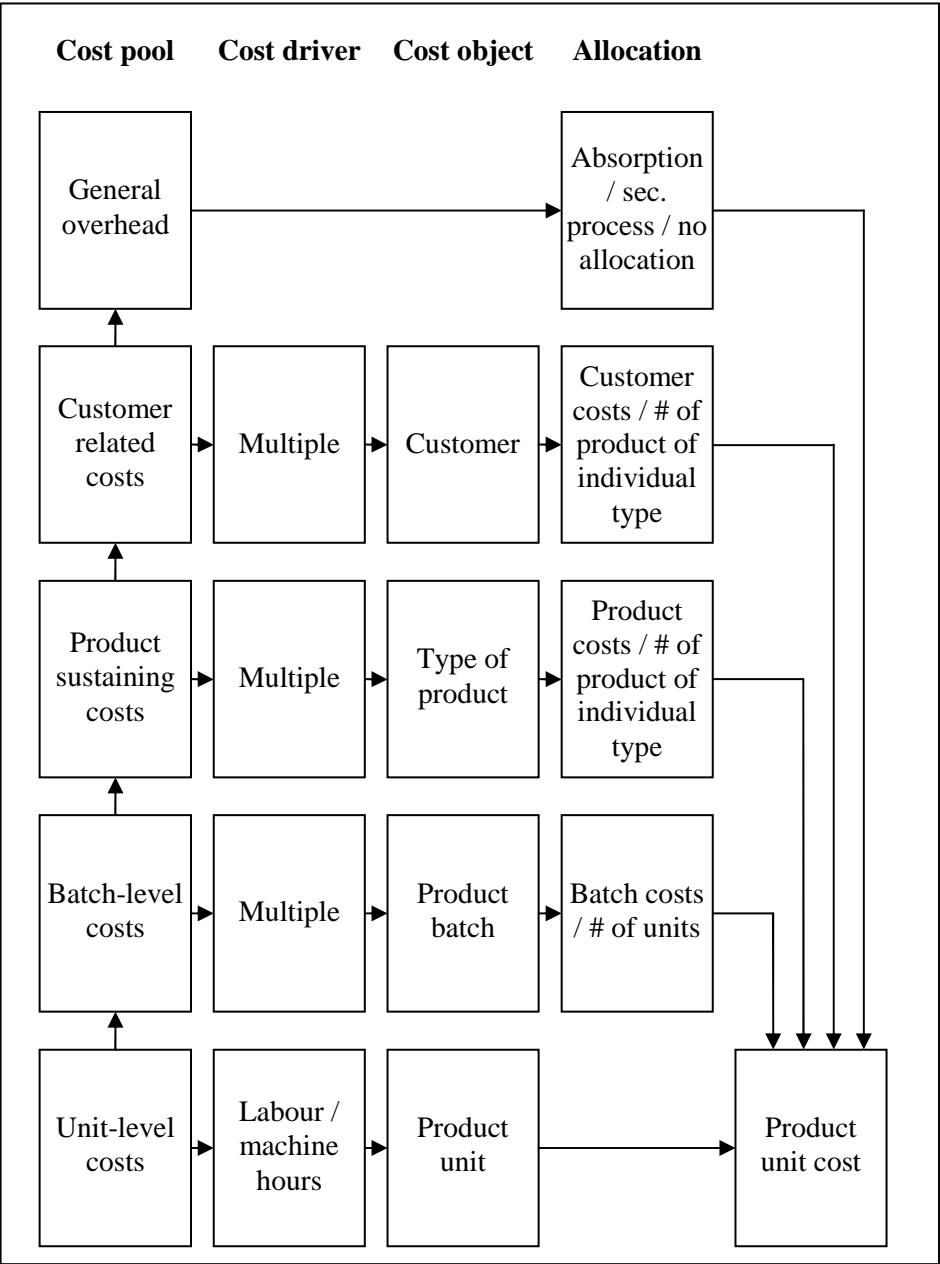 Cost pool Cost driver Cost object Allocation
General
overhead
Absorption
/ sec.
process / no
allocation
Customer
related
costs
Multiple
Customer
Customer
costs / # of
product of
individual
type
Product
sustaining
costs
Multiple
Type of
product
Product
costs / # of
product of
individual
type
Batch-level
costs
Multiple
Product
batch
Batch costs
/ # of units
Unit-level
costs
Labour /
machine
hours
Product
unit
Product
unit cost